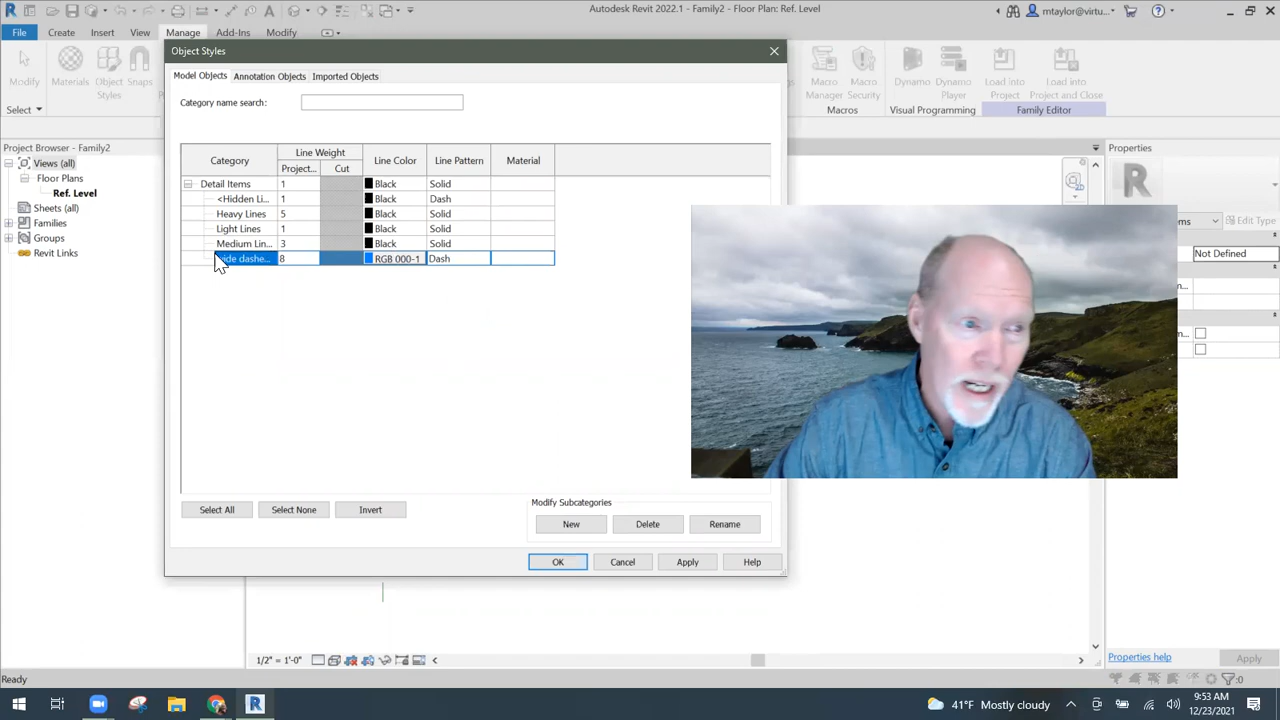 Autodesk Revit 2022.1 - Family2 - Floor Plan: Ref. Level
mtaylor@virtu...
File Create Insert View Manage Add-Ins Modify
Modify
Materials
Object Styles
Snaps
Macro Manager
Macro Security
Dynamo
Dynamo Player
Load into Project
Load into Project and Close
Select
Macros
Visual Programming
Family Editor
Object Styles
Model Objects Annotation Objects Imported Objects
Category name search:
Category
Line Weight
Project...
Cut
Line Color
Line Pattern
Material
Detail Items 1 Black Solid
<Hidden Li... 1 Black Dash
Heavy Lines 5 Black Solid
Light Lines 1 Black Solid
Medium Lin... 3 Black Solid
ide dashe... 8 RGB 000-1 Dash
Select All
Select None
Invert
Modify Subcategories
New
Delete
Rename
OK
Cancel
Apply
Help
Project Browser - Family2
Views (all)
Floor Plans
Ref. Level
Sheets (all)
Families
Groups
Revit Links
Properties
Edit Type
Not Defined
1/2" = 1'-0"
Properties help
Apply
Ready
:0
41°F Mostly cloudy
9:53 AM
12/23/2021